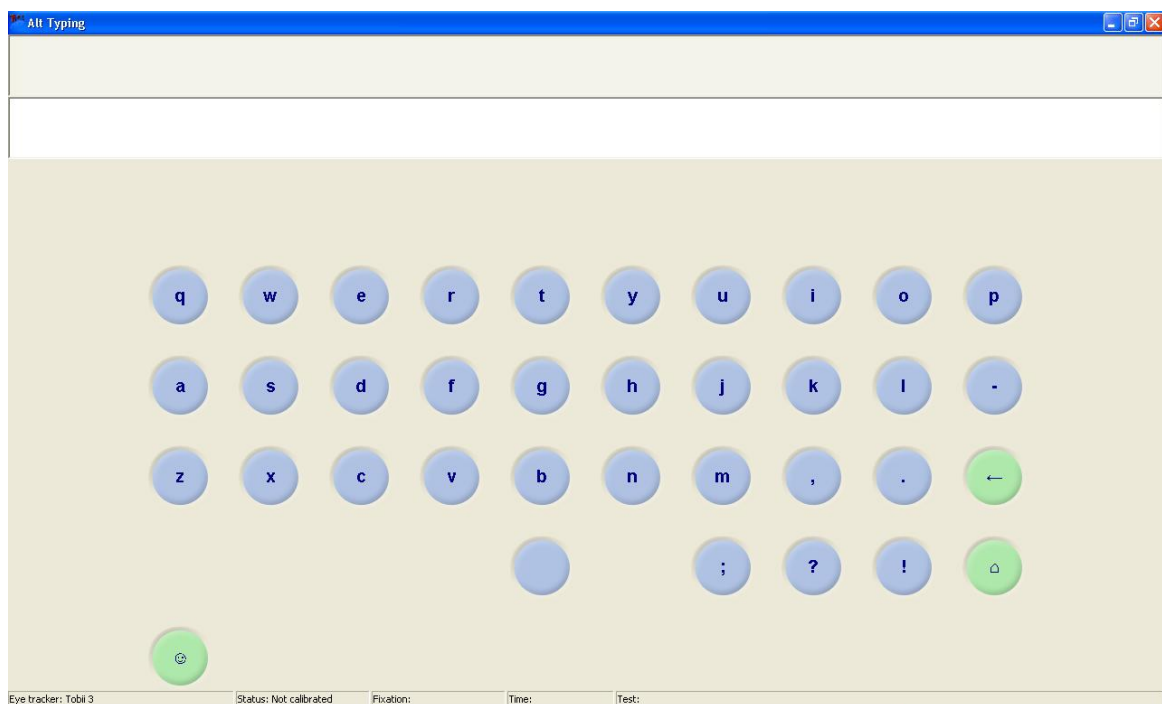 Alt Typing
q w e r t y u i o p
a s d f g h j k l -
z x c v b n m , . ←
; ? ! ⌂
☺
Eye tracker: Tobii 3 Status: Not calibrated Fixation: Time: Test: